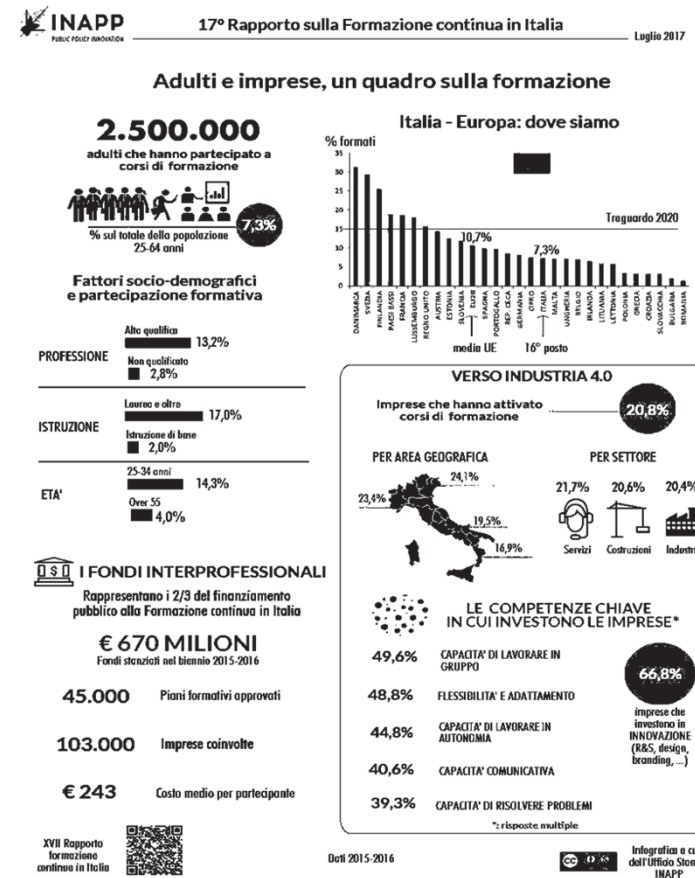 INAPP
PUBLIC POLICY INNOVATION
17° Rapporto sulla Formazione continua in Italia
Luglio 2017
Adulti e imprese, un quadro sulla formazione
2.500.000
adulti che hanno partecipato a
corsi di formazione
7,3%
% sul totale della popolazione
25-64 anni
Fattori socio-demografici
e partecipazione formativa
PROFESSIONE
Alta qualifica
13,2%
Non qualificato
2,8%
ISTRUZIONE
Laurea e oltre
17,0%
Istruzione di base
2,0%
ETA'
25-34 anni
14,3%
Over 55
4,0%
Italia - Europa: dove siamo
% formati
35
30
25
20
15
10
5
0
Traguardo 2020
10,7%
7,3%
DANIMARCA
SVEZIA
FINLANDIA
PAESI BASSI
FRANCIA
LUSSEMBURGO
REGNO UNITO
AUSTRIA
ESTONIA
SLOVENIA
EU28
SPAGNA
PORTOGALLO
REP. CECA
GERMANIA
CIPRO
ITALIA
MALTA
UNGHERIA
BELGIO
IRLANDA
LITUANIA
LETTONIA
POLONIA
GRECIA
CROAZIA
SLOVACCHIA
BULGARIA
ROMANIA
media UE
16° posto
VERSO INDUSTRIA 4.0
Imprese che hanno attivato
corsi di formazione
20,8%
PER AREA GEOGRAFICA
24,1%
23,4%
19,5%
16,9%
PER SETTORE
21,7% 20,6% 20,4%
Servizi Costruzioni Industri
LE COMPETENZE CHIAVE
IN CUI INVESTONO LE IMPRESE*
49,6% CAPACITA' DI LAVORARE IN
GRUPPO
48,8% FLESSIBILITA' E ADATTAMENTO
44,8% CAPACITA' DI LAVORARE IN
AUTONOMIA
40,6% CAPACITA' COMUNICATIVA
39,3% CAPACITA' DI RISOLVERE PROBLEMI
*: risposte multiple
66,8%
imprese che
investono in
INNOVAZIONE
(R&S, design,
branding, ...)
I FONDI INTERPROFESSIONALI
Rappresentano i 2/3 del finanziamento
pubblico alla Formazione continua in Italia
€ 670 MILIONI
Fondi stanziati nel biennio 2015-2016
45.000 Piani formativi approvati
103.000 Imprese coinvolte
€ 243 Costo medio per partecipante
XVII Rapporto
formazione
continua in Italia
Dati 2015-2016
Infografica a cu
dell'Ufficio Stam
INAPP